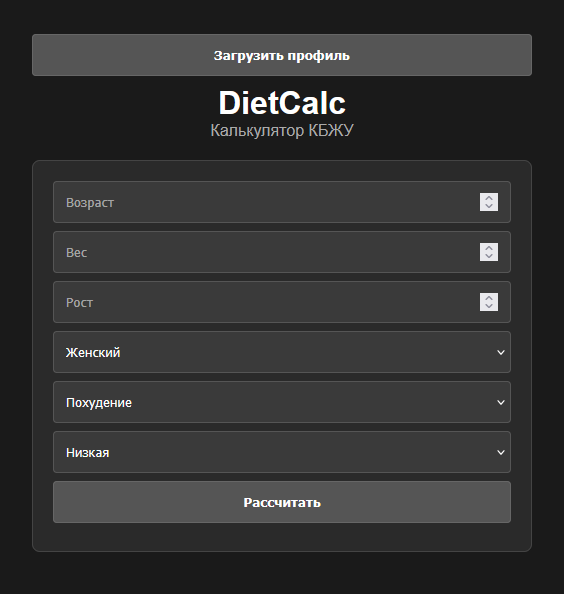 Загрузить профиль
DietCalc
Калькулятор КБЖУ
Возраст
Вес
Рост
Женский
Похудение
Низкая
Рассчитать